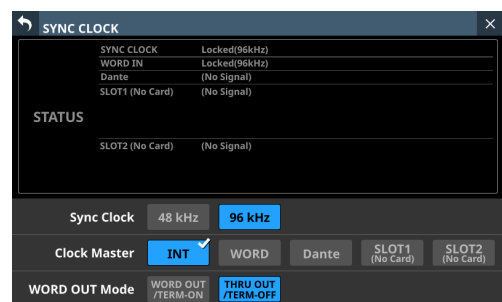 SYNC CLOCK
SYNC CLOCK Locked(96kHz)
WORD IN Locked(96kHz)
Dante (No Signal)
SLOT1 (No Card) (No Signal)
STATUS
SLOT2 (No Card) (No Signal)
Sync Clock 48 kHz 96 kHz
Clock Master INT WORD Dante SLOT1 (No Card) SLOT2 (No Card)
WORD OUT Mode WORD OUT /TERM-ON THRU OUT /TERM-OFF